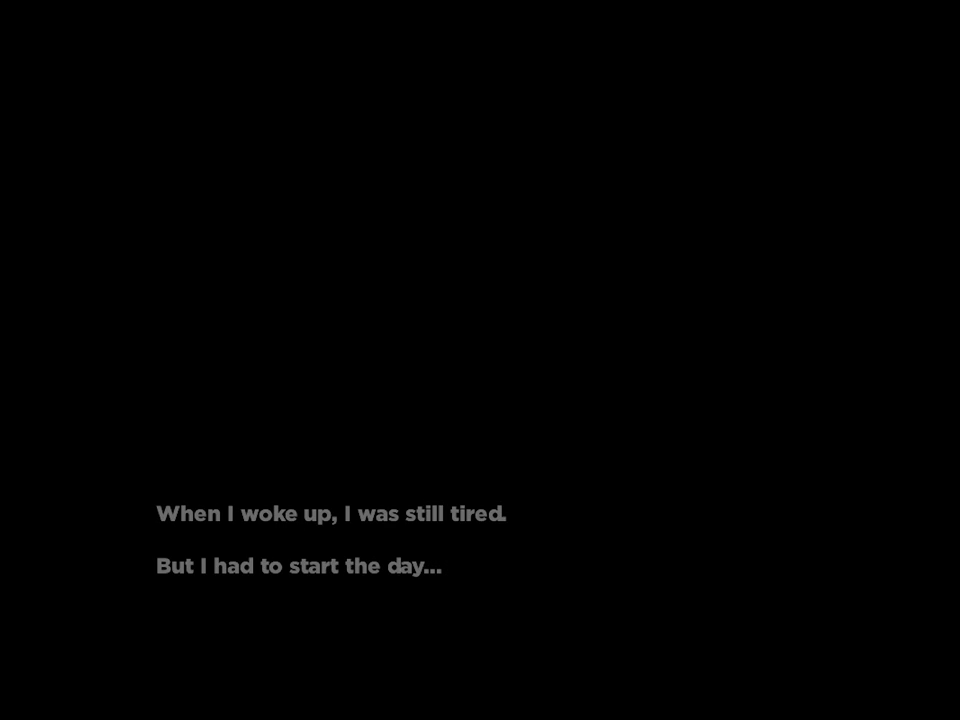 When I woke up, I was still tired.
But I had to start the day...